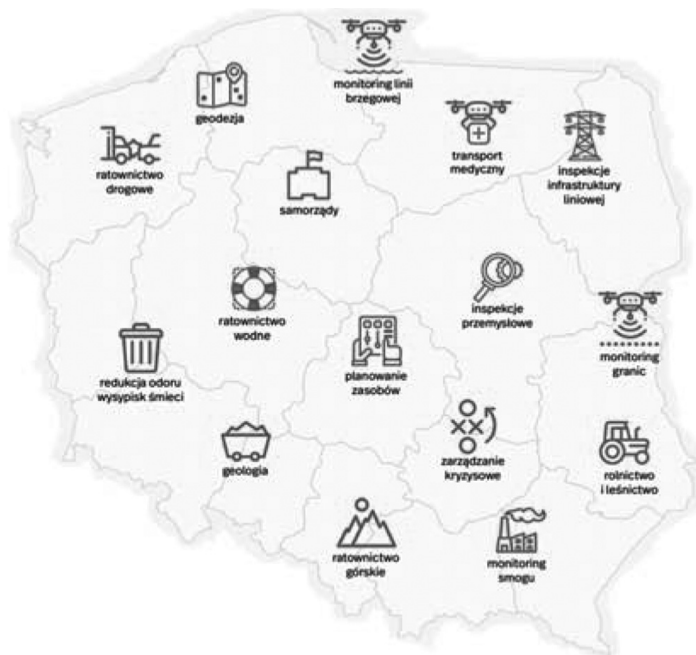 monitoring linii
brzegowej
geodezja
transport
medyczny
inspekcje
infrastruktury
liniowej
ratownictwo
drogowe
samorządy
ratownictwo
wodne
inspekcje
przemysłowe
monitoring
granic
redukcja odoru
wysypisk śmieci
planowanie
zasobów
geologia
zarządzanie
kryzysowe
rolnictwo
i leśnictwo
ratownictwo
górskie
monitoring
smogu